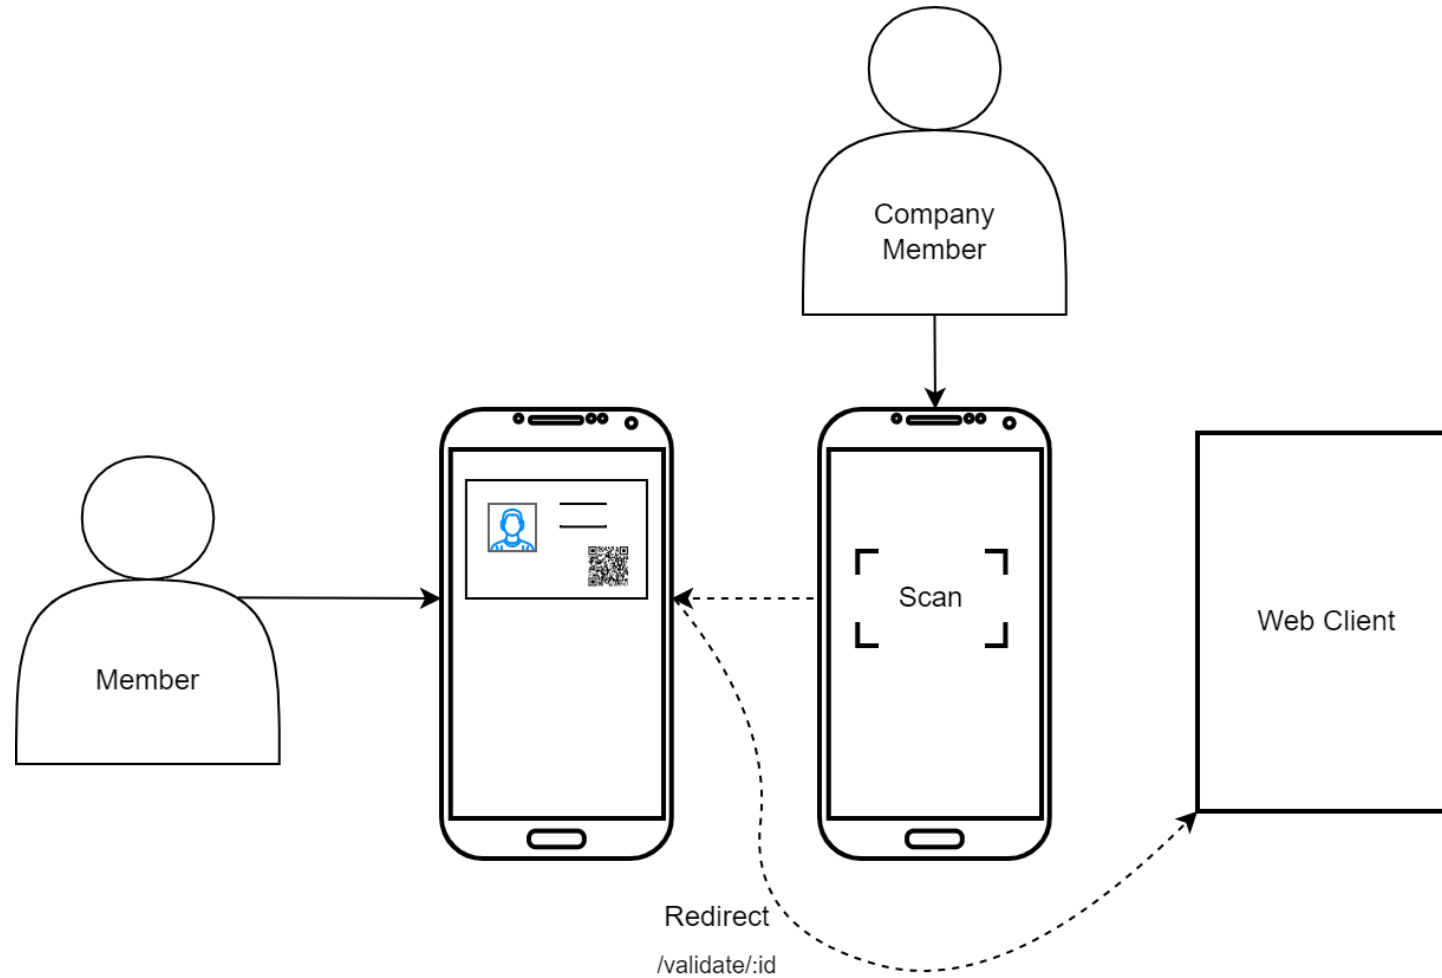 Company
Member
Scan
Web Client
Member
Redirect
/validate/:id